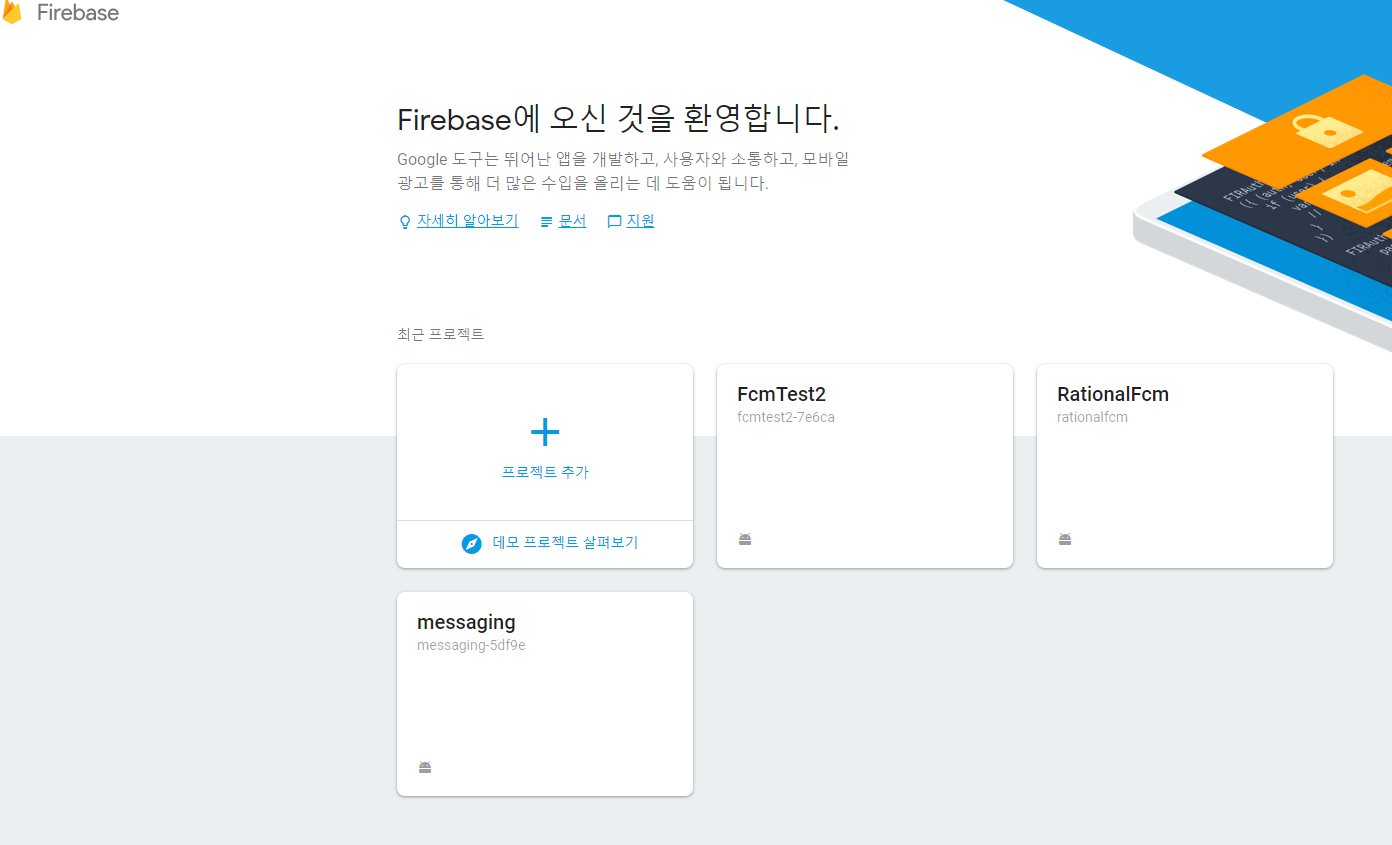 Firebase
Firebase에 오신 것을 환영합니다.
Google 도구는 뛰어난 앱을 개발하고, 사용자와 소통하고, 모바일
광고를 통해 더 많은 수입을 올리는 데 도움이 됩니다.
자세히 알아보기 문서 지원
최근 프로젝트
프로젝트 추가
데모 프로젝트 살펴보기
FcmTest2
fcmtest2-7e6ca
RationalFcm
rationalfcm
messaging
messaging-5df9e